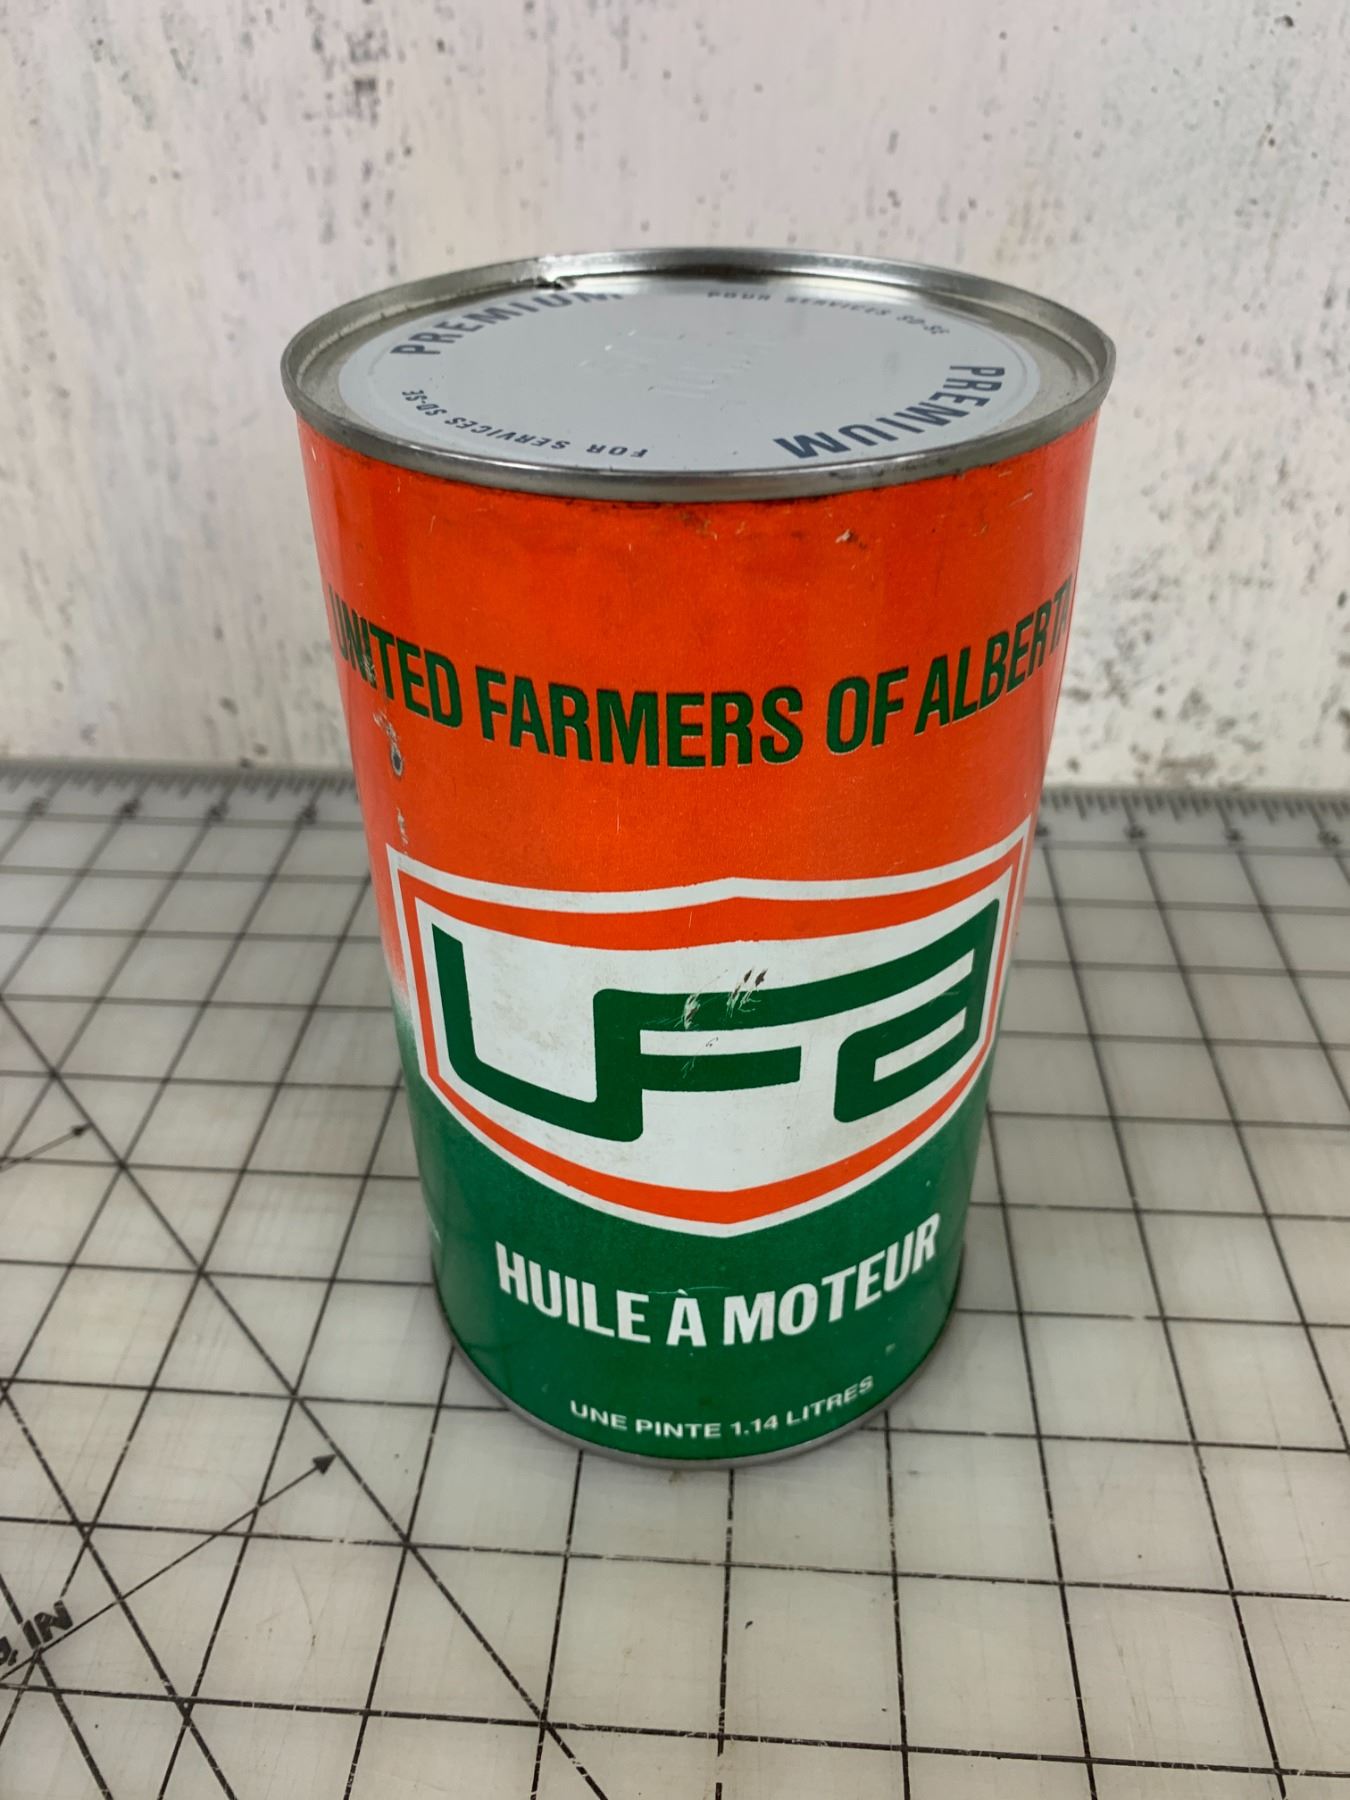 PREMIUM
POUR SERVICES SD-SE
PREMIUM
FOR SERVICES SD-SE
UNITED FARMERS OF ALBERTA
UFA
HUILE À MOTEUR
UNE PINTE 1.14 LITRES
IN